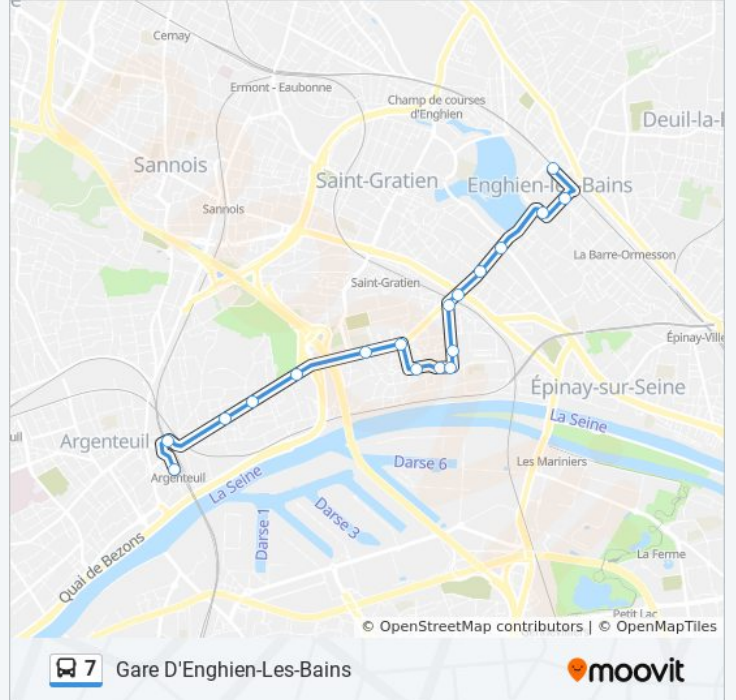 Cemay
Ermont - Eaubonne
Champ de courses
d'Enghien
Deuil-la-
Sannois
Saint-Gratien
Enghien-le
Bains
Sannois
La Barre-Ormesson
Saint-Gratien
Épinay-Ville
Épinay-sur-Seine
La Seine
Argenteuil
Argenteuil
La Seine
Darse 6
Les Mariniers
Darse 1
Darse 3
Quai de Bezons
La Ferme
Petit Lac
© OpenStreetMap contributors | © OpenMapTiles
7 Gare D'Enghien-Les-Bains
moovit